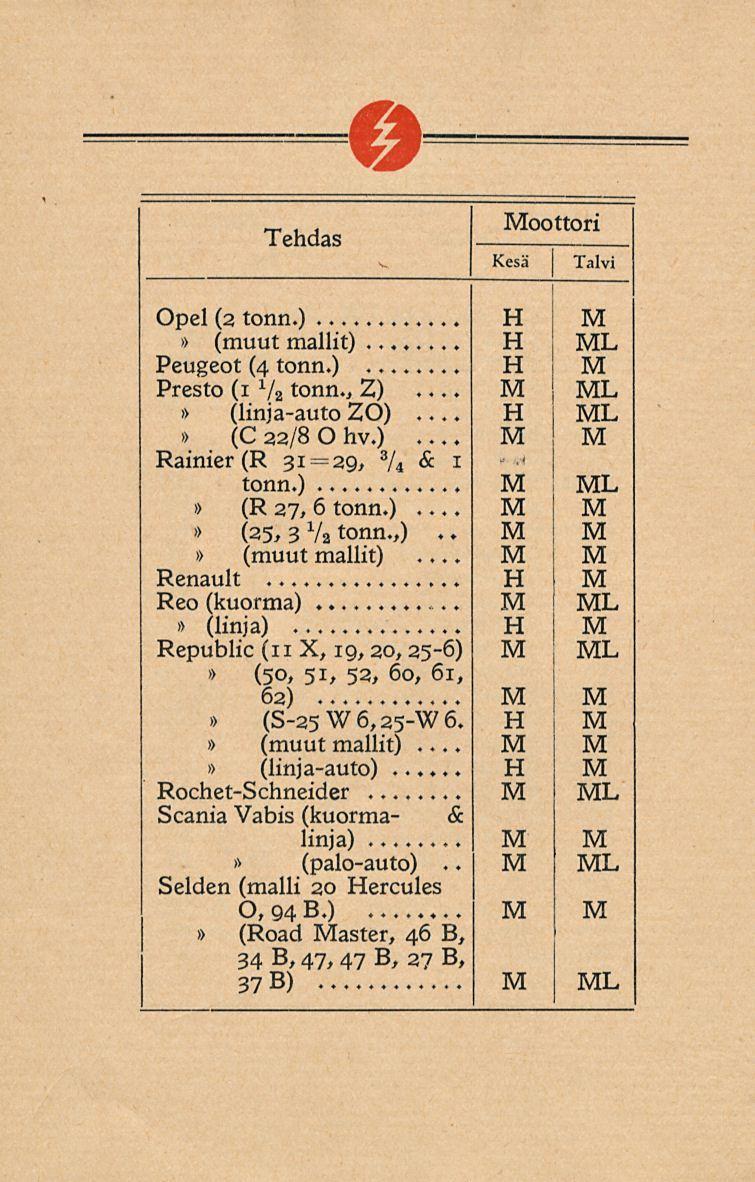 Tehdas Moottori
Kesä Talvi
Opel (2 tonn.) ............ H M
» (muut mallit) ........ H ML
Peugeot (4 tonn.) ........ H M
Presto (1 1/2 tonn., Z) .... M ML
» (linja-auto ZO) .... H ML
» (C 22/8 O hv.) .... M M
Rainier (R 31=29, 3/4 & 1
tonn.) ............ M ML
» (R 27, 6 tonn.) .... M M
» (25, 3 1/2 tonn.,) .. M M
» (muut mallit) .... M M
Renault ................ H M
Reo (kuorma) ............ M ML
» (linja) .............. H M
Republic (11 X, 19, 20, 25-6) M ML
» (50, 51, 52, 60, 61,
62) ............ M M
» (S-25 W 6, 25-W 6. H M
» (muut mallit) .... M M
» (linja-auto) ...... H M
Rochet-Schneider ........ M ML
Scania Vabis (kuorma- &
linja) ........ M M
» (palo-auto) .. M ML
Selden (malli 20 Hercules
O, 94 B.) ........ M M
» (Road Master, 46 B,
34 B, 47, 47 B, 27 B,
37 B) ............ M ML